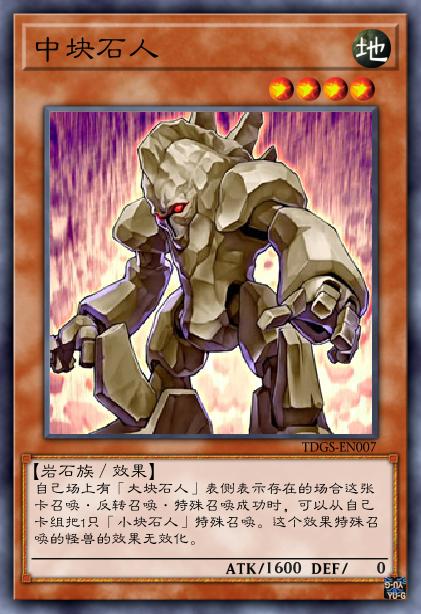 中块石人
地
TDGS-EN007
【岩石族／效果】
自己场上有「大块石人」表侧表示存在的场合这张
卡召唤·反转召唤·特殊召唤成功时，可以从自己
卡组把1只「小块石人」特殊召唤。这个效果特殊召
唤的怪兽的效果无效化。
ATK/1600 DEF/ 0
YU-G